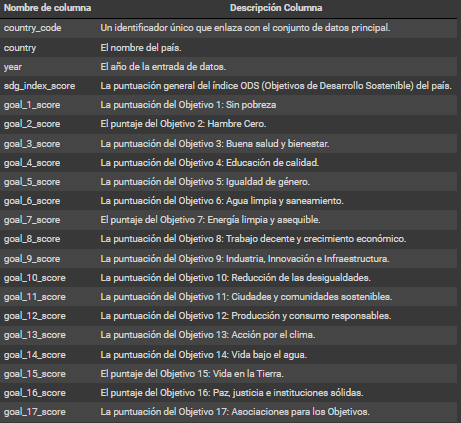 Nombre de columna Descripción Columna
country_code Un identificador único que enlaza con el conjunto de datos principal.
country El nombre del país.
year El año de la entrada de datos.
sdg_index_score La puntuación general del índice ODS (Objetivos de Desarrollo Sostenible) del país.
goal_1_score La puntuación del Objetivo 1: Sin pobreza
goal_2_score El puntaje del Objetivo 2: Hambre Cero.
goal_3_score La puntuación del Objetivo 3: Buena salud y bienestar.
goal_4_score La puntuación del Objetivo 4: Educación de calidad.
goal_5_score La puntuación del Objetivo 5: Igualdad de género.
goal_6_score La puntuación del Objetivo 6: Agua limpia y saneamiento.
goal_7_score El puntaje del Objetivo 7: Energía limpia y asequible.
goal_8_score La puntuación del Objetivo 8: Trabajo decente y crecimiento económico.
goal_9_score La puntuación del Objetivo 9: Industria, Innovación e Infraestructura.
goal_10_score La puntuación del Objetivo 10: Reducción de las desigualdades.
goal_11_score La puntuación del Objetivo 11: Ciudades y comunidades sostenibles.
goal_12_score La puntuación del Objetivo 12: Producción y consumo responsables.
goal_13_score La puntuación del Objetivo 13: Acción por el clima.
goal_14_score La puntuación del Objetivo 14: Vida bajo el agua.
goal_15_score El puntaje del Objetivo 15: Vida en la Tierra.
goal_16_score El puntaje del Objetivo 16: Paz, justicia e instituciones sólidas.
goal_17_score La puntuación del Objetivo 17: Asociaciones para los Objetivos.